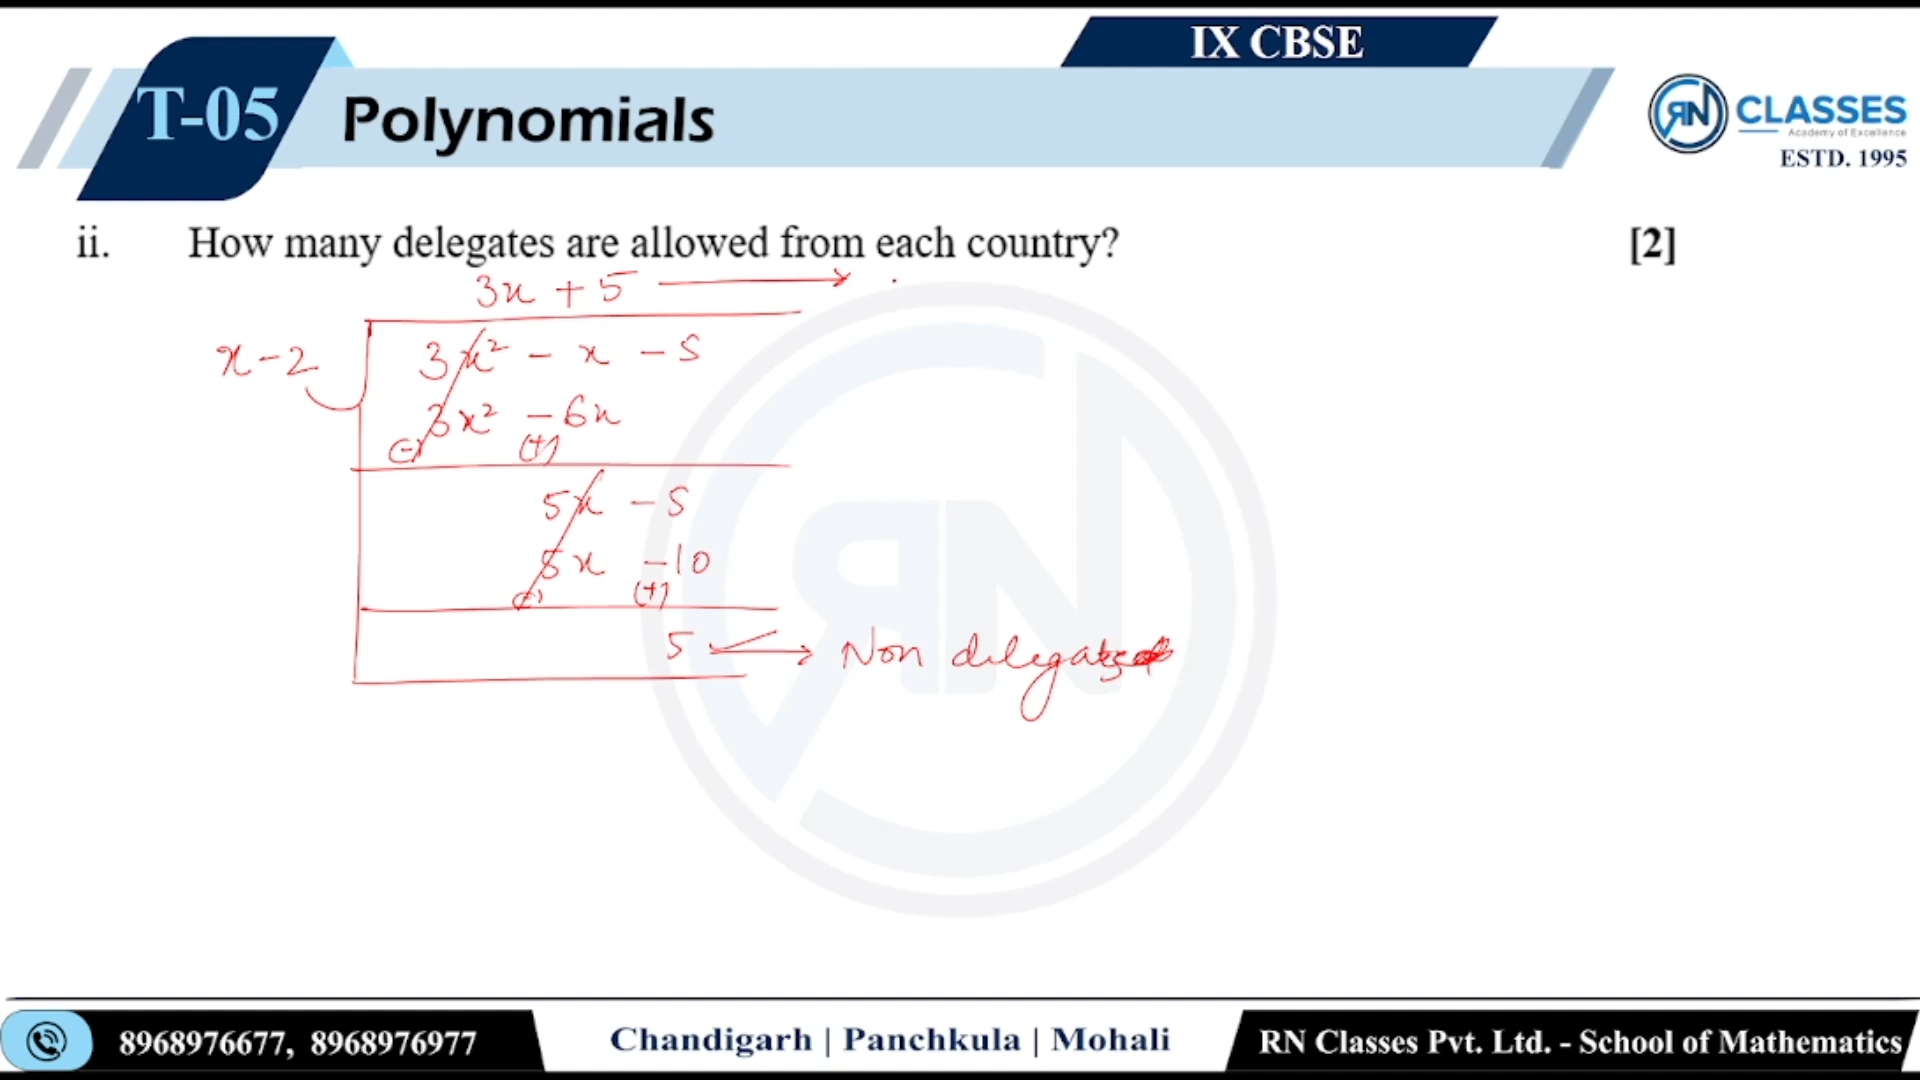 IX CBSE
T-05 Polynomials
RN CLASSES
Academy of Excellence
ESTD. 1995
ii. How many delegates are allowed from each country? [2]
3x + 5
x - 2
3x² - x - 5
3x² - 6x
(-) (+)
5x - 5
5x - 10
(-) (+)
5 → Non delegates
RN
8968976677, 8968976977
Chandigarh | Panchkula | Mohali
RN Classes Pvt. Ltd. - School of Mathematics